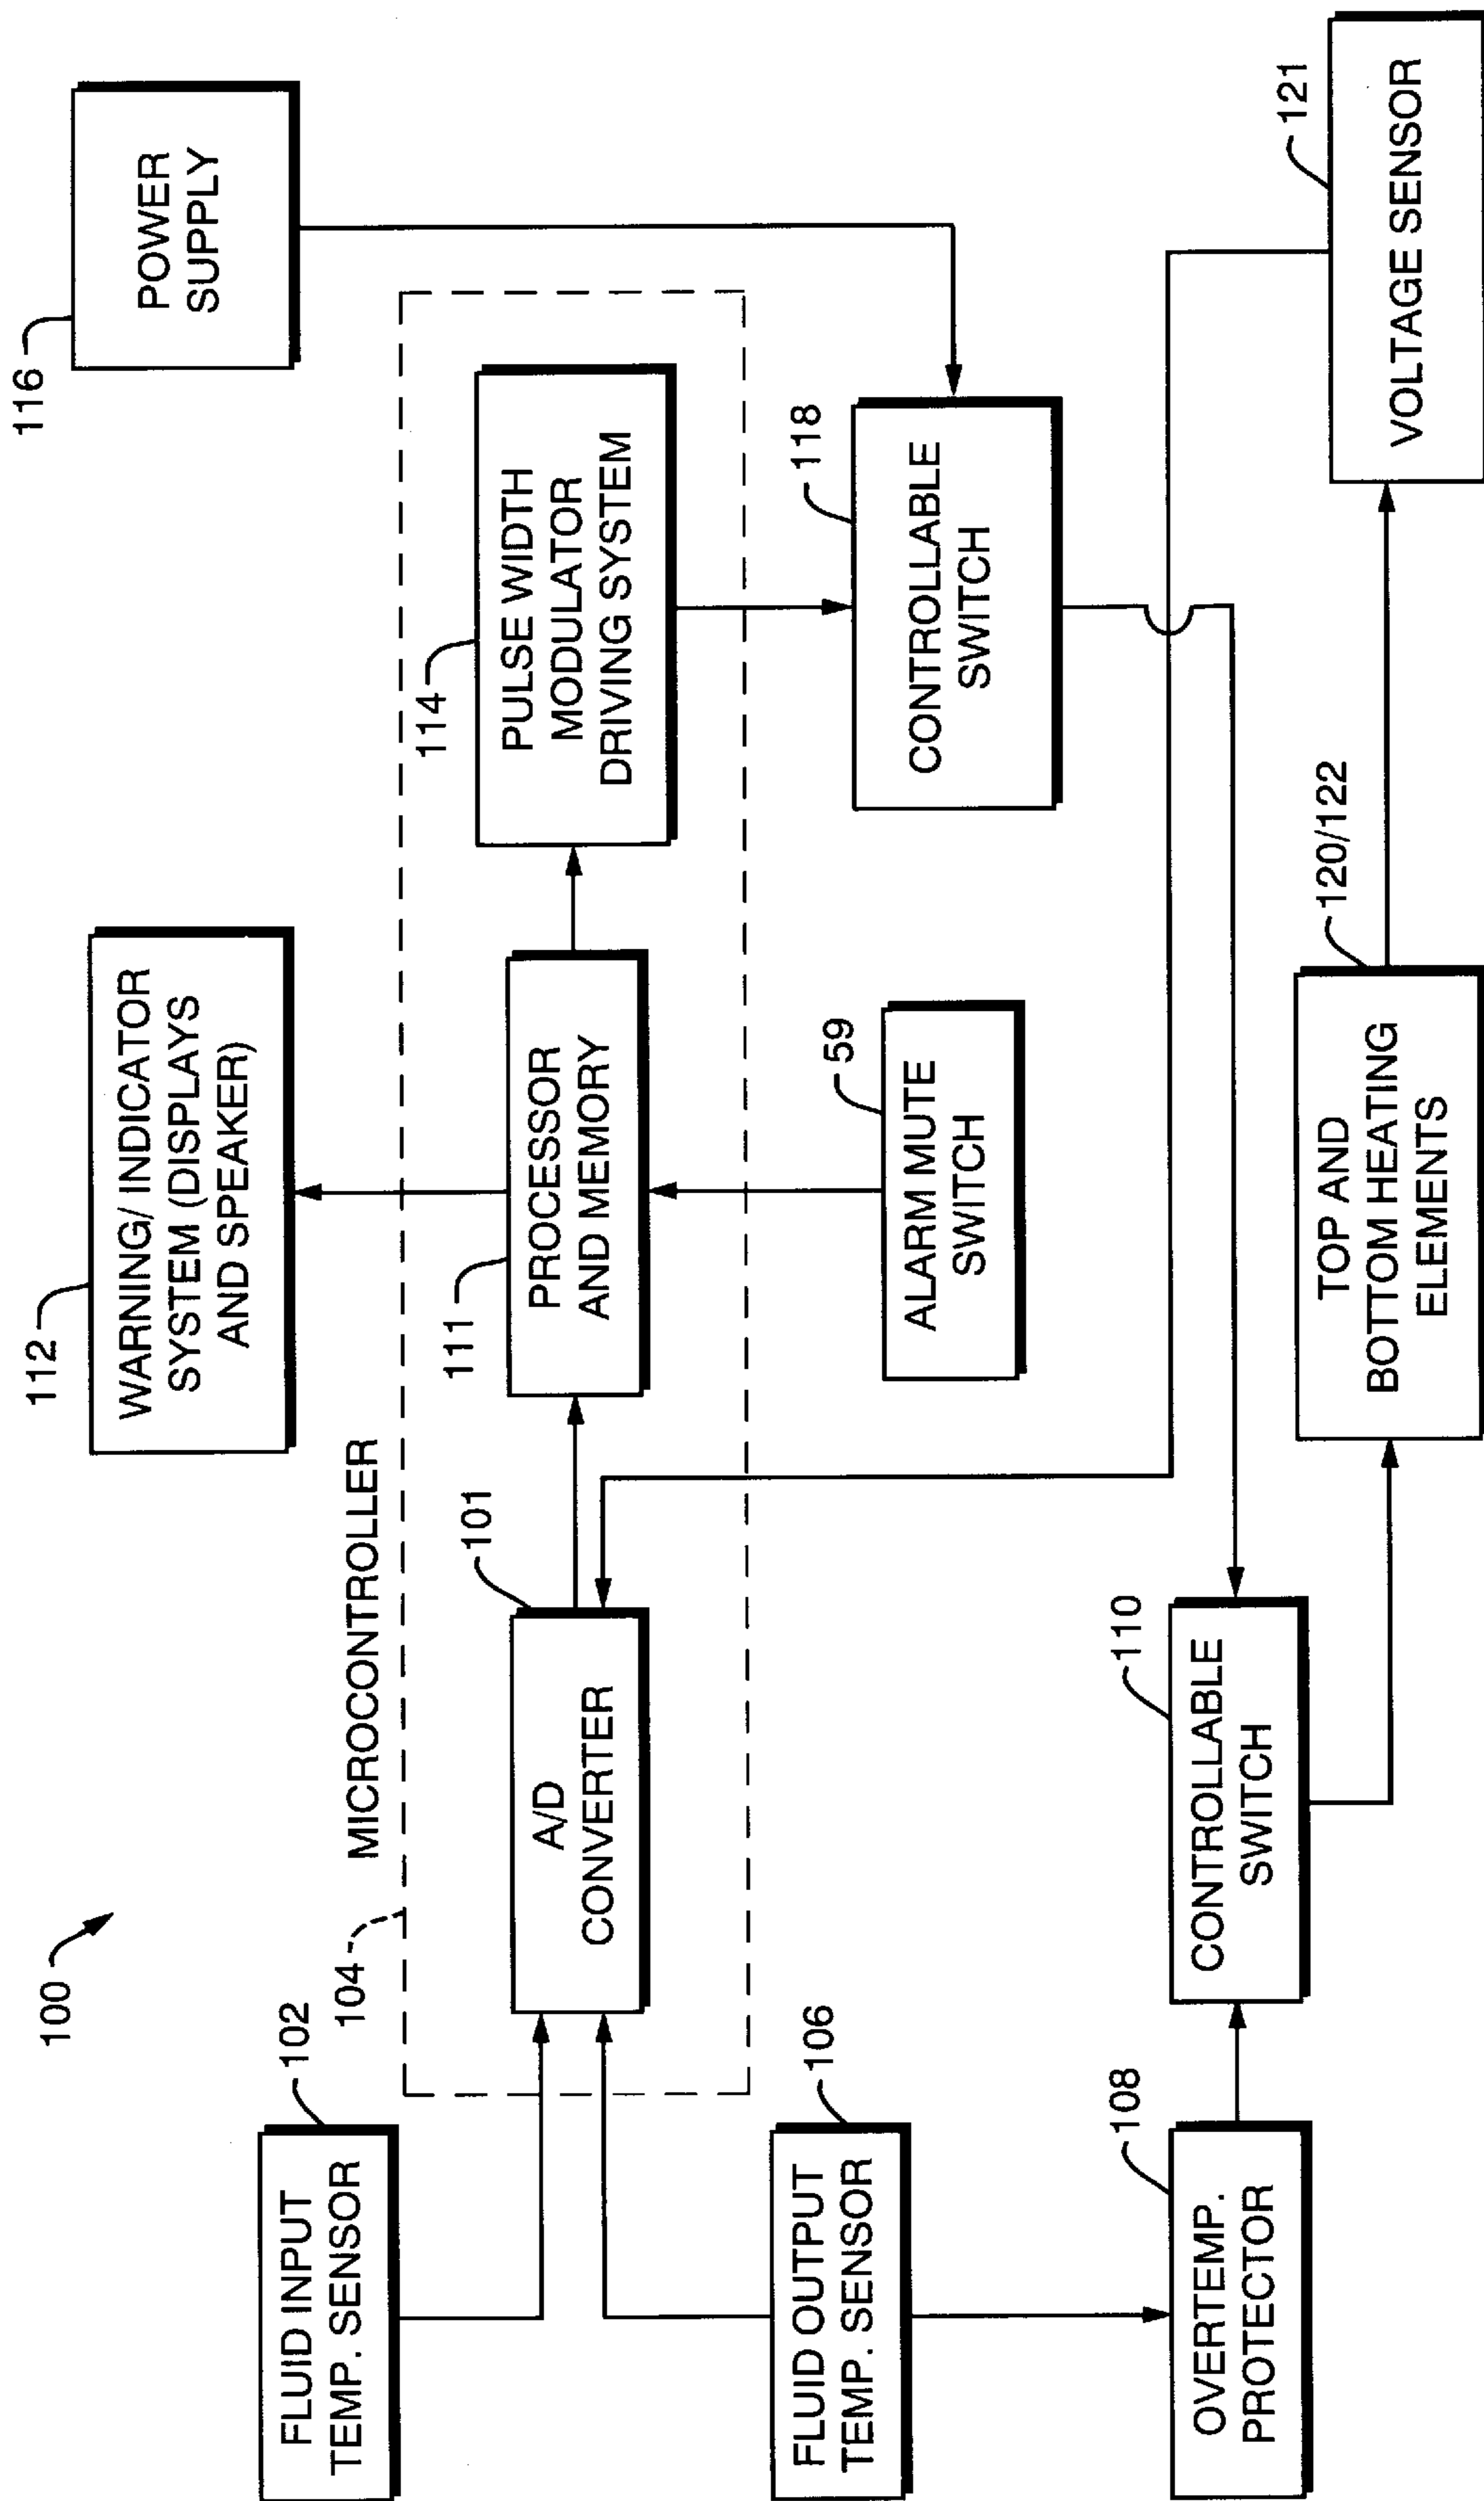 100
112
WARNING/ INDICATOR
SYSTEM (DISPLAYS
AND SPEAKER)
116
POWER
SUPPLY
102
FLUID INPUT
TEMP. SENSOR
104
MICROCONTROLLER
101
A/D
CONVERTER
111
PROCESSOR
AND MEMORY
114
PULSE WIDTH
MODULATOR
DRIVING SYSTEM
106
FLUID OUTPUT
TEMP. SENSOR
59
ALARM MUTE
SWITCH
118
CONTROLLABLE
SWITCH
108
OVERTEMP.
PROTECTOR
110
CONTROLLABLE
SWITCH
120/122
TOP AND
BOTTOM HEATING
ELEMENTS
121
VOLTAGE SENSOR